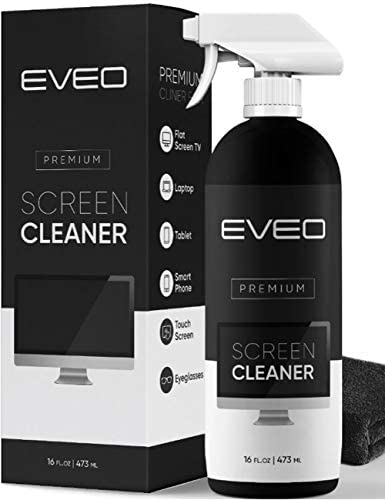 EVEO
PREMIUM
SCREEN
CLEANER
16 FL.OZ | 473 ML
PREMIUM
CLINER
Flat
Screen TV
Laptop
Tablet
Smart
Phone
Touch
Screen
Eyeglasses
EVEO
PREMIUM
SCREEN
CLEANER
16 fl.oz | 473 ML